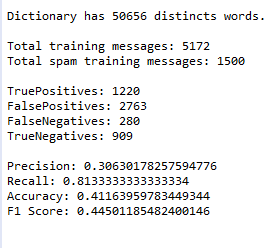 Dictionary has 50656 distincts words.
Total training messages: 5172
Total spam training messages: 1500
TruePositives: 1220
FalsePositives: 2763
FalseNegatives: 280
TrueNegatives: 909
Precision: 0.30630178257594776
Recall: 0.8133333333333334
Accuracy: 0.41163959783449344
F1 Score: 0.44501185482400146